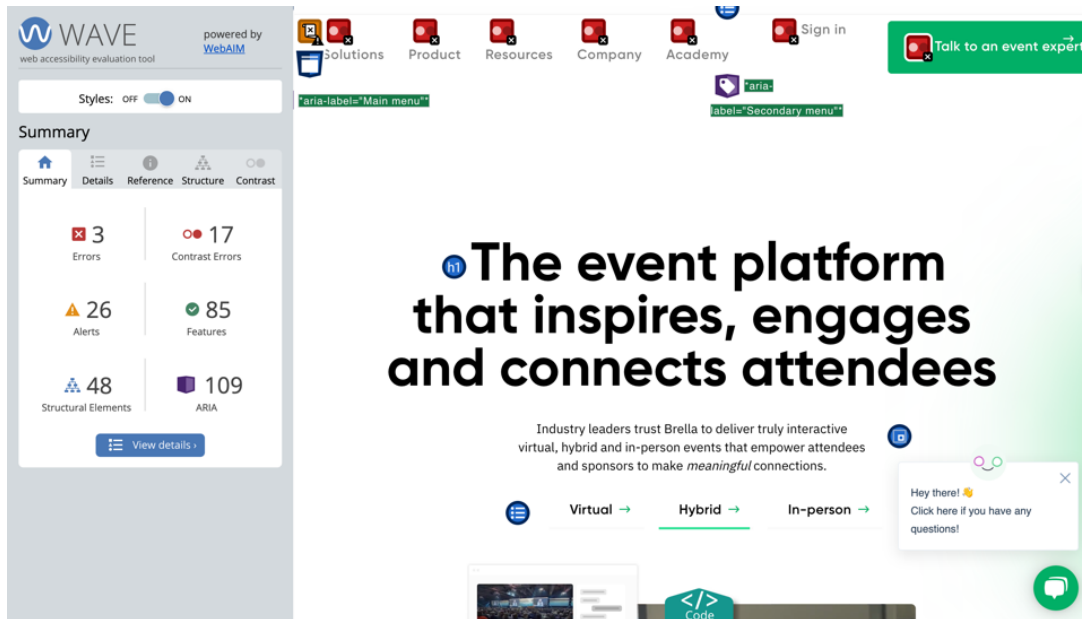 WAVE
powered by
WebAIM
web accessibility evaluation tool
Styles: OFF ON
Summary
Summary Details Reference Structure Contrast
3
Errors
17
Contrast Errors
26
Alerts
85
Features
48
Structural Elements
109
ARIA
View details ›
Solutions Product Resources Company Academy Sign in
Talk to an event expert
*aria-label="Main menu"*
*aria-
label="Secondary menu"*
h1
The event platform
that inspires, engages
and connects attendees
Industry leaders trust Brella to deliver truly interactive
virtual, hybrid and in-person events that empower attendees
and sponsors to make meaningful connections.
Virtual → Hybrid → In-person →
Hey there! 👋
Click here if you have any
questions!
</>
Code